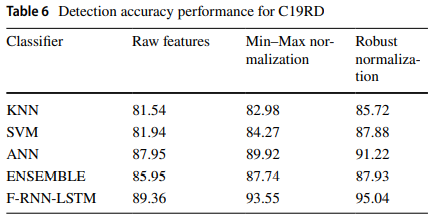 Table 6 Detection accuracy performance for C19RD
Classifier Raw features Min–Max nor- Robust
malization normaliza-
tion
KNN 81.54 82.98 85.72
SVM 81.94 84.27 87.88
ANN 87.95 89.92 91.22
ENSEMBLE 85.95 87.74 87.93
F-RNN-LSTM 89.36 93.55 95.04